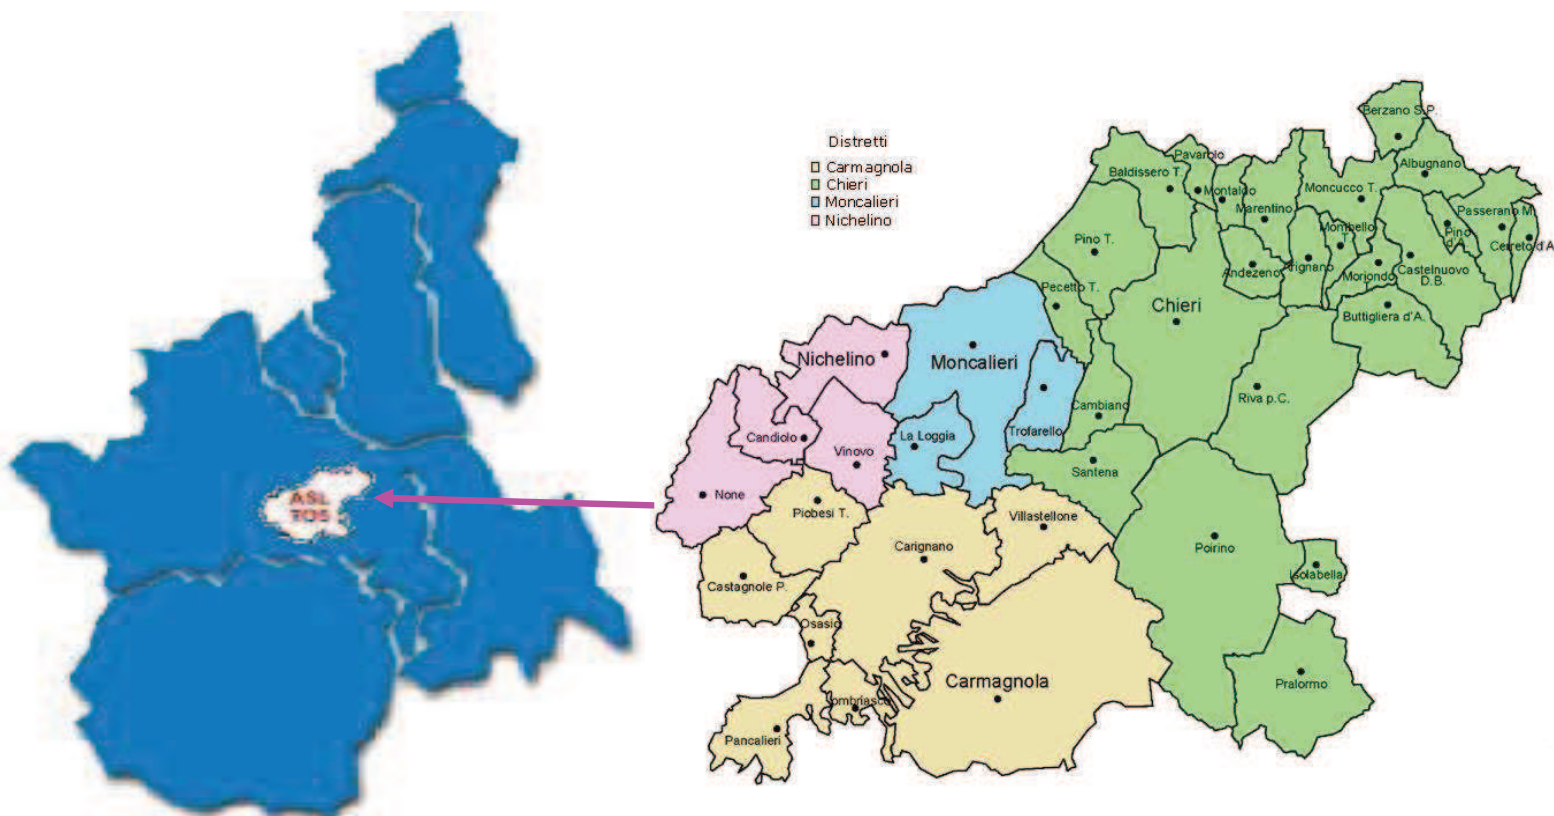 ASL
TO5
Distretti
Carmagnola
Chieri
Moncalieri
Nichelino
Berzano S.P.
Albugnano
Pavarolo
Baldissero T.
Montaldo
Moncucco T.
Marentino
Passerano M.
Mombello
T.
Pino
d'A.
Cerreto d'A
Pino T.
Andezeno
Arignano
Moriondo
T.
Castelnuovo
D.B.
Pecetto T.
Chieri
Buttigliera d'A.
Nichelino
Moncalieri
Cambiano
Riva p.C.
Candiolo
La Loggia
Trofarello
Vinovo
Santena
None
Piobesi T.
Villastellone
Carignano
Poirino
Castagnole P.
Isolabella
Osasio
Carmagnola
Pralormo
Lombriasco
Pancalieri